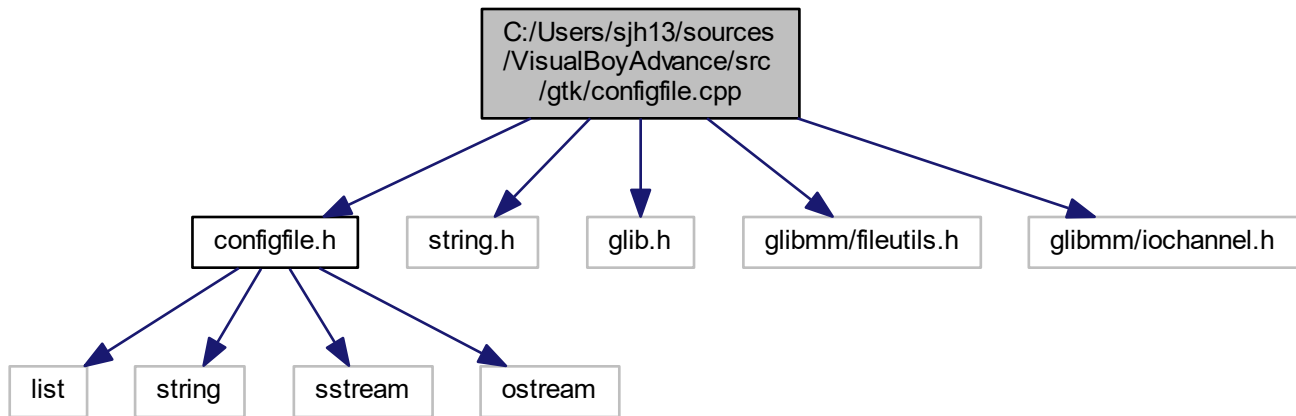 C:/Users/sjh13/sources
/VisualBoyAdvance/src
/gtk/configfile.cpp
configfile.h
string.h
glib.h
glibmm/fileutils.h
glibmm/iochannel.h
list
string
sstream
ostream